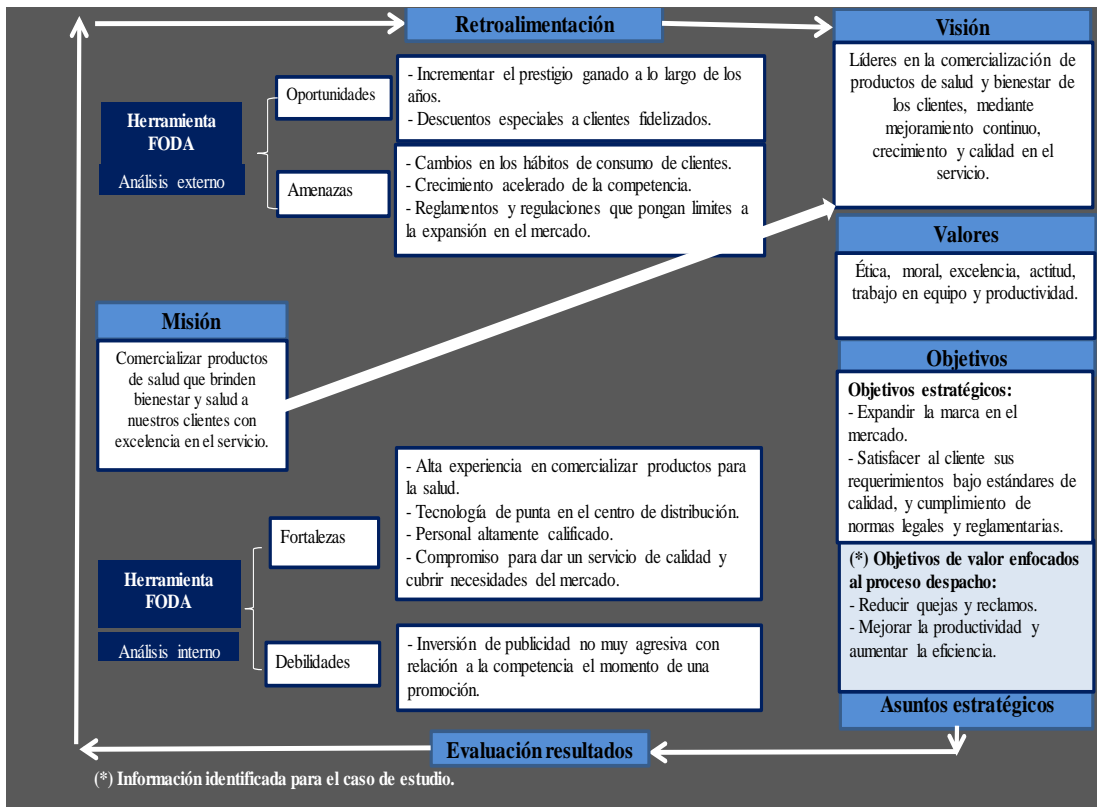 Retroalimentación
Visión
Líderes en la comercialización de
productos de salud y bienestar de
los clientes, mediante
mejoramiento continuo,
crecimiento y calidad en el
servicio.
Herramienta
FODA
Análisis externo
Oportunidades
- Incrementar el prestigio ganado a lo largo de los
años.
- Descuentos especiales a clientes fidelizados.
Amenazas
- Cambios en los hábitos de consumo de clientes.
- Crecimiento acelerado de la competencia.
- Reglamentos y regulaciones que pongan limites a
la expansión en el mercado.
Valores
Ética, moral, excelencia, actitud,
trabajo en equipo y productividad.
Misión
Comercializar productos
de salud que brinden
bienestar y salud a
nuestros clientes con
excelencia en el servicio.
Objetivos
Objetivos estratégicos:
- Expandir la marca en el
mercado.
- Satisfacer al cliente sus
requerimientos bajo estándares de
calidad, y cumplimiento de
normas legales y reglamentarias.
(*) Objetivos de valor enfocados
al proceso despacho:
- Reducir quejas y reclamos.
- Mejorar la productividad y
aumentar la eficiencia.
Herramienta
FODA
Análisis interno
Fortalezas
- Alta experiencia en comercializar productos para
la salud.
- Tecnología de punta en el centro de distribución.
- Personal altamente calificado.
- Compromiso para dar un servicio de calidad y
cubrir necesidades del mercado.
Debilidades
- Inversión de publicidad no muy agresiva con
relación a la competencia el momento de una
promoción.
Asuntos estratégicos
Evaluación resultados
(*) Información identificada para el caso de estudio.